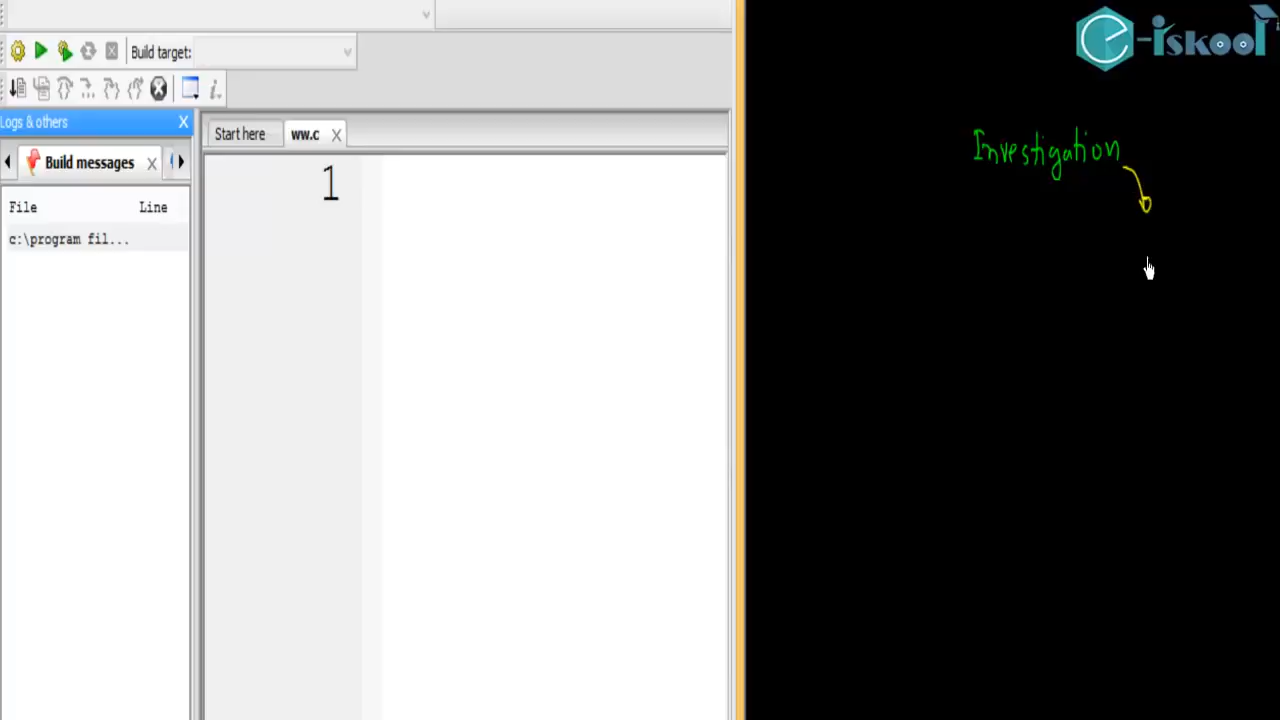 Build target:
Logs & others
Build messages
File Line
c:\program fil...
Start here ww.c
1
e-iskool
Investigation